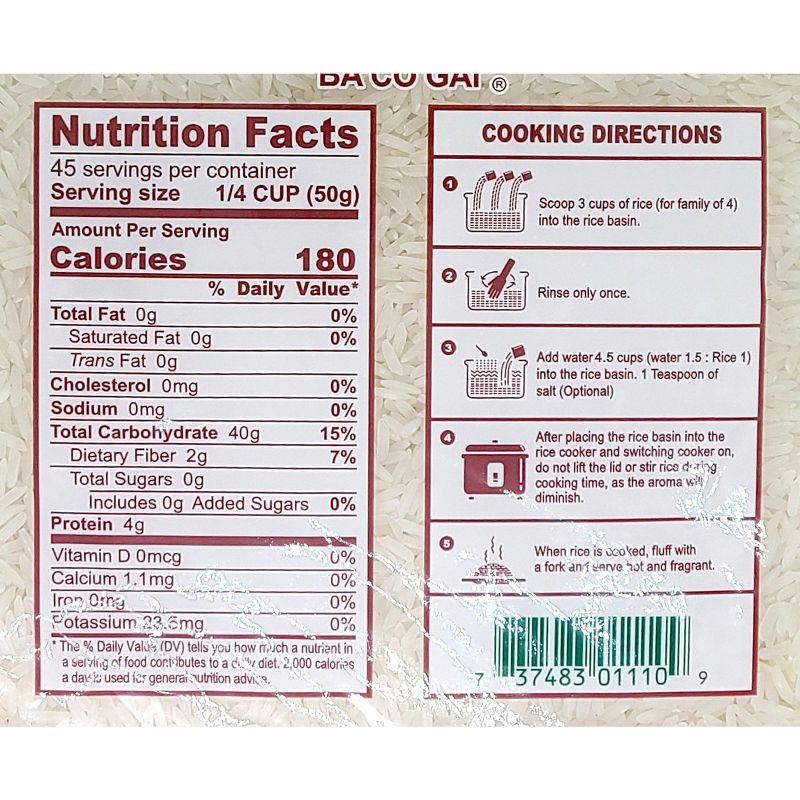 BA CO GAI ®
Nutrition Facts
45 servings per container
Serving size 1/4 CUP (50g)
Amount Per Serving
Calories 180
% Daily Value*
Total Fat 0g 0%
Saturated Fat 0g 0%
Trans Fat 0g
Cholesterol 0mg 0%
Sodium 0mg 0%
Total Carbohydrate 40g 15%
Dietary Fiber 2g 7%
Total Sugars 0g
Includes 0g Added Sugars 0%
Protein 4g
Vitamin D 0mcg 0%
Calcium 1.1mg 0%
Iron 0mg 0%
Potassium 23.6mg 0%
* The % Daily Value (DV) tells you how much a nutrient in
a serving of food contributes to a daily diet. 2,000 calories
a day is used for general nutrition advice.
COOKING DIRECTIONS
1
Scoop 3 cups of rice (for family of 4)
into the rice basin.
2
Rinse only once.
3
Add water 4.5 cups (water 1.5 : Rice 1)
into the rice basin. 1 Teaspoon of
salt (Optional)
4
After placing the rice basin into the
rice cooker and switching cooker on,
do not lift the lid or stir rice during
cooking time, as the aroma will
diminish.
5
When rice is cooked, fluff with
a fork and serve hot and fragrant.
7 37483 01110 9